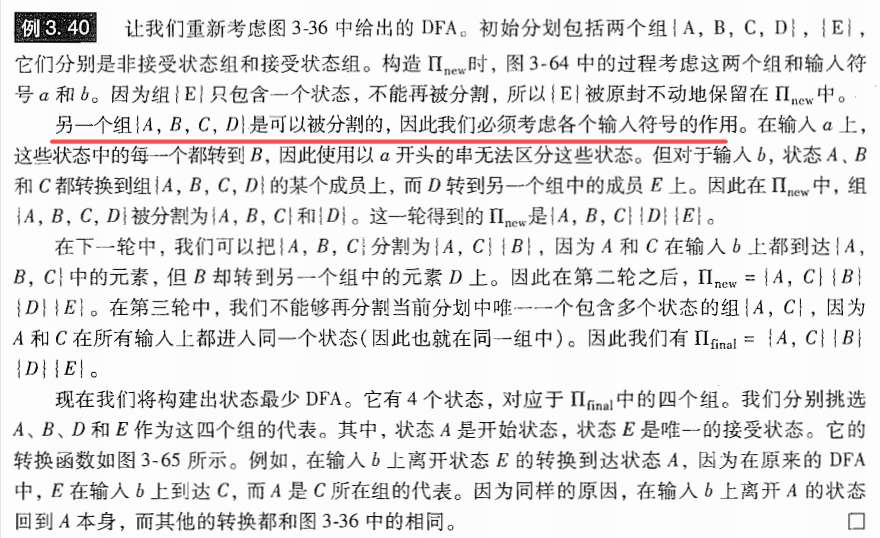 例3.40 让我们重新考虑图 3-36 中给出的 DFA。初始分划包括两个组{A, B, C, D}, {E},
它们分别是非接受状态组和接受状态组。构造 Πnew时，图 3-64 中的过程考虑这两个组和输入符
号 a 和 b。因为组{E}只包含一个状态，不能再被分割，所以{E}被原封不动地保留在 Πnew中。
另一个组{A, B, C, D}是可以被分割的，因此我们必须考虑各个输入符号的作用。在输入 a 上，
这些状态中的每一个都转到 B，因此使用以 a 开头的串无法区分这些状态。但对于输入 b，状态 A、B
和 C 都转换到组{A, B, C, D}的某个成员上，而 D 转到另一个组中的成员 E 上。因此在 Πnew中，组
{A, B, C, D}被分割为{A, B, C}和{D}。这一轮得到的 Πnew是{A, B, C}{D}{E}。
在下一轮中，我们可以把{A, B, C}分割为{A, C}{B}，因为 A 和 C 在输入 b 上都到达{A,
B, C}中的元素，但 B 却转到另一个组中的元素 D 上。因此在第二轮之后，Πnew = {A, C}{B}
{D}{E}。在第三轮中，我们不能够再分割当前分划中唯一一个包含多个状态的组{A, C}，因为
A 和 C 在所有输入上都进入同一个状态(因此也就在同一组中)。因此我们有 Πfinal = {A, C}{B}
{D}{E}。
现在我们将构建出状态最少 DFA。它有 4 个状态，对应于 Πfinal中的四个组。我们分别挑选
A、B、D 和 E 作为这四个组的代表。其中，状态 A 是开始状态，状态 E 是唯一的接受状态。它的
转换函数如图 3-65 所示。例如，在输入 b 上离开状态 E 的转换到达状态 A，因为在原来的 DFA
中，E 在输入 b 上到达 C，而 A 是 C 所在组的代表。因为同样的原因，在输入 b 上离开 A 的状态
回到 A 本身，而其他的转换都和图 3-36 中的相同。 □